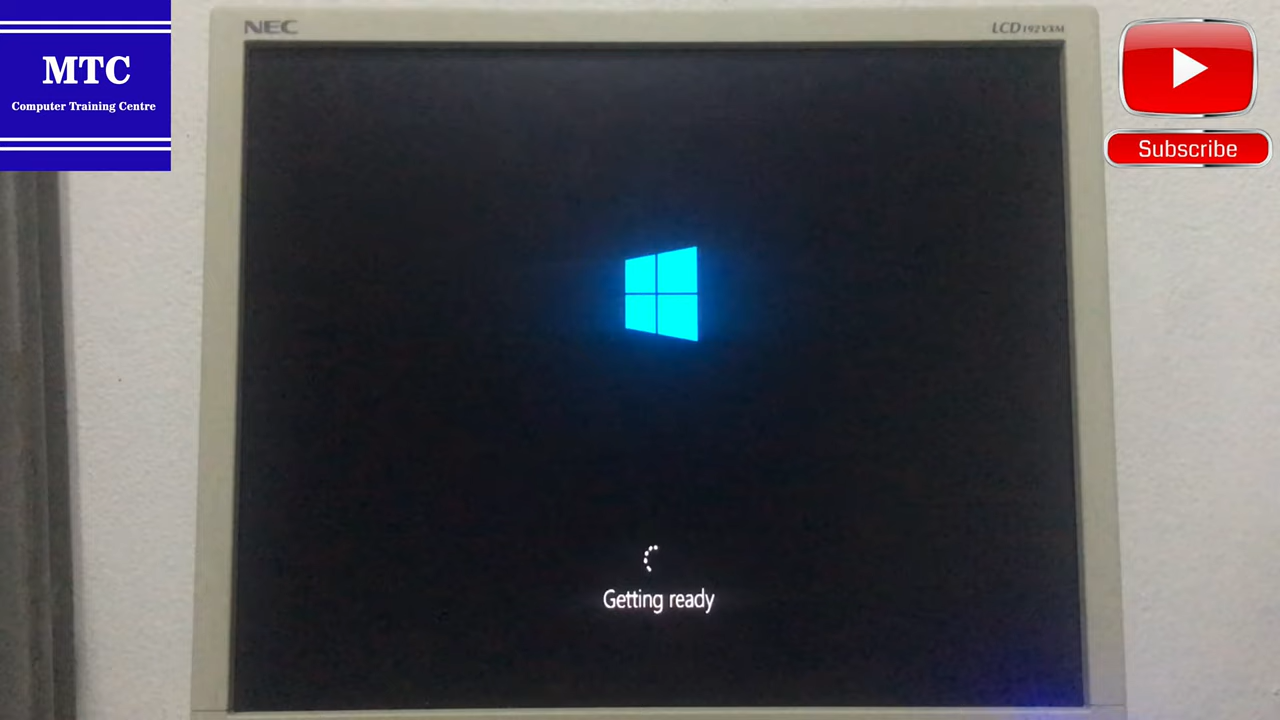 MTC
Computer Training Centre
NEC
LCD192VXM
Subscribe
Getting ready